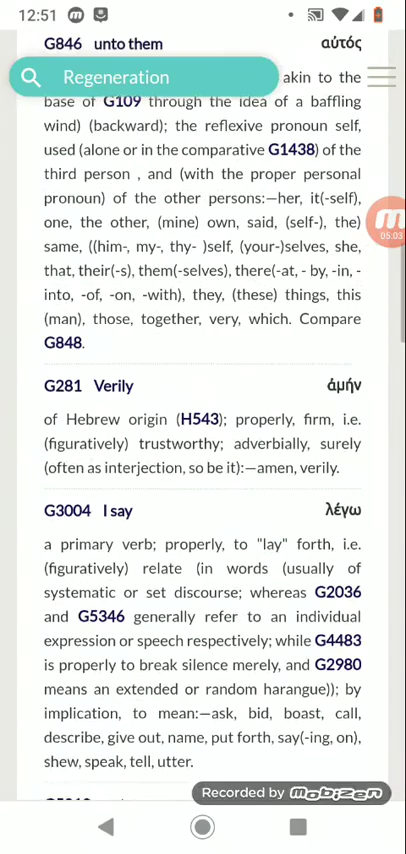 12:51
G846 unto them αὐτός
Regeneration
akin to the
base of G109 through the idea of a baffling
wind) (backward); the reflexive pronoun self,
used (alone or in the comparative G1438) of the
third person , and (with the proper personal
pronoun) of the other persons:—her, it(-self),
one, the other, (mine) own, said, (self-), the)
same, ((him-, my-, thy- )self, (your-)selves, she,
that, their(-s), them(-selves), there(-at, - by, -in, -
into, -of, -on, -with), they, (these) things, this
(man), those, together, very, which. Compare
G848.
05:03
G281 Verily ἀμήν
of Hebrew origin (H543); properly, firm, i.e.
(figuratively) trustworthy; adverbially, surely
(often as interjection, so be it):—amen, verily.
G3004 I say λέγω
a primary verb; properly, to "lay" forth, i.e.
(figuratively) relate (in words (usually of
systematic or set discourse; whereas G2036
and G5346 generally refer to an individual
expression or speech respectively; while G4483
is properly to break silence merely, and G2980
means an extended or random harangue)); by
implication, to mean:—ask, bid, boast, call,
describe, give out, name, put forth, say(-ing, on),
shew, speak, tell, utter.
Recorded by mobizen